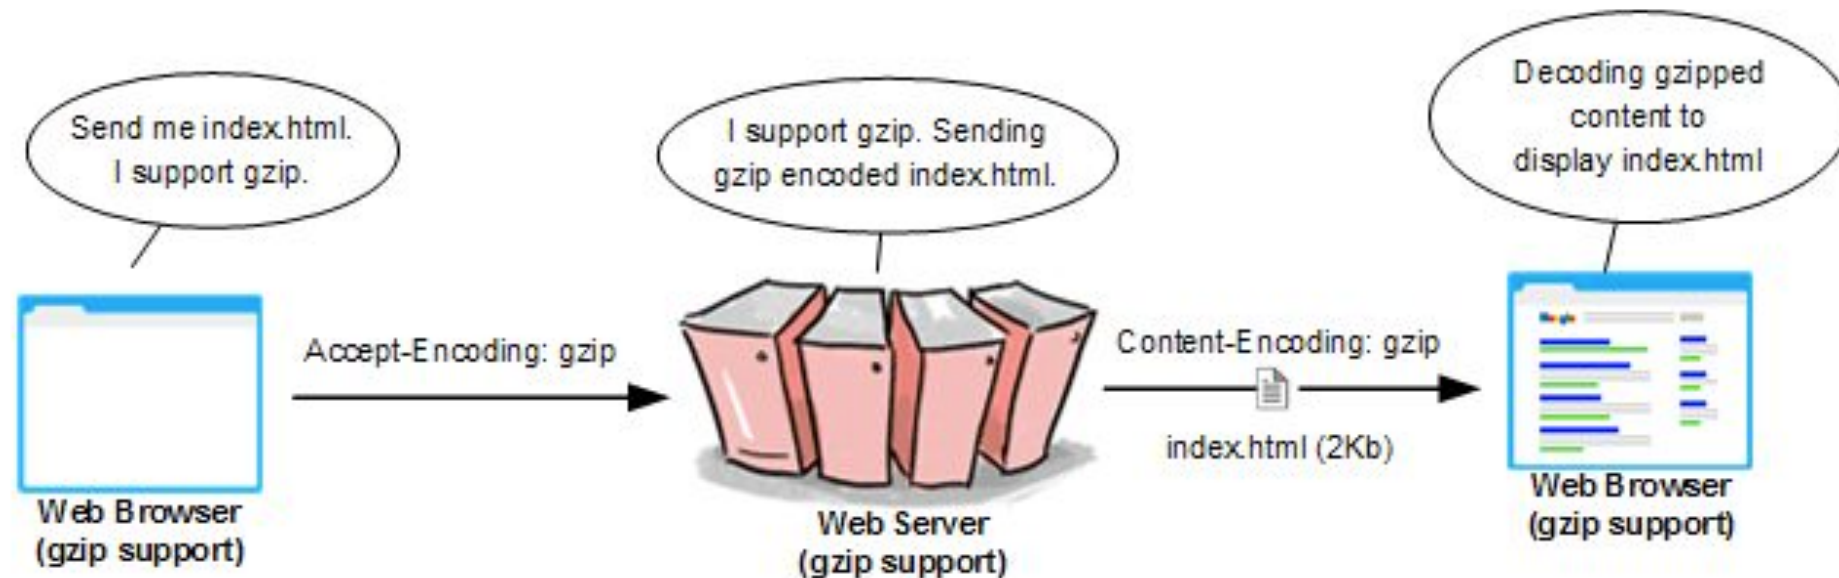 Send me index.html.
I support gzip.
I support gzip. Sending
gzip encoded index.html.
Decoding gzipped
content to
display index.html
Accept-Encoding: gzip
Content-Encoding: gzip
index.html (2Kb)
Web Browser
(gzip support)
Web Server
(gzip support)
Web Browser
(gzip support)